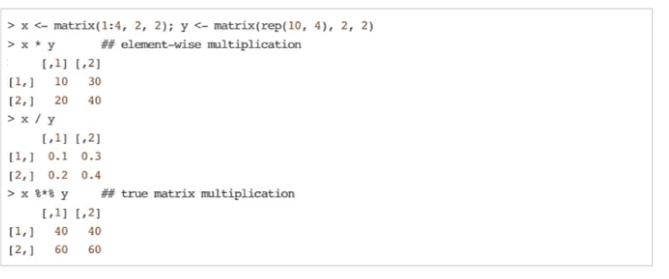 > x <- matrix(1:4, 2, 2); y <- matrix(rep(10, 4), 2, 2)
> x * y       ## element-wise multiplication
     [,1] [,2]
[1,]   10   30
[2,]   20   40
> x / y
     [,1] [,2]
[1,]  0.1  0.3
[2,]  0.2  0.4
> x %*% y     ## true matrix multiplication
     [,1] [,2]
[1,]   40   40
[2,]   60   60